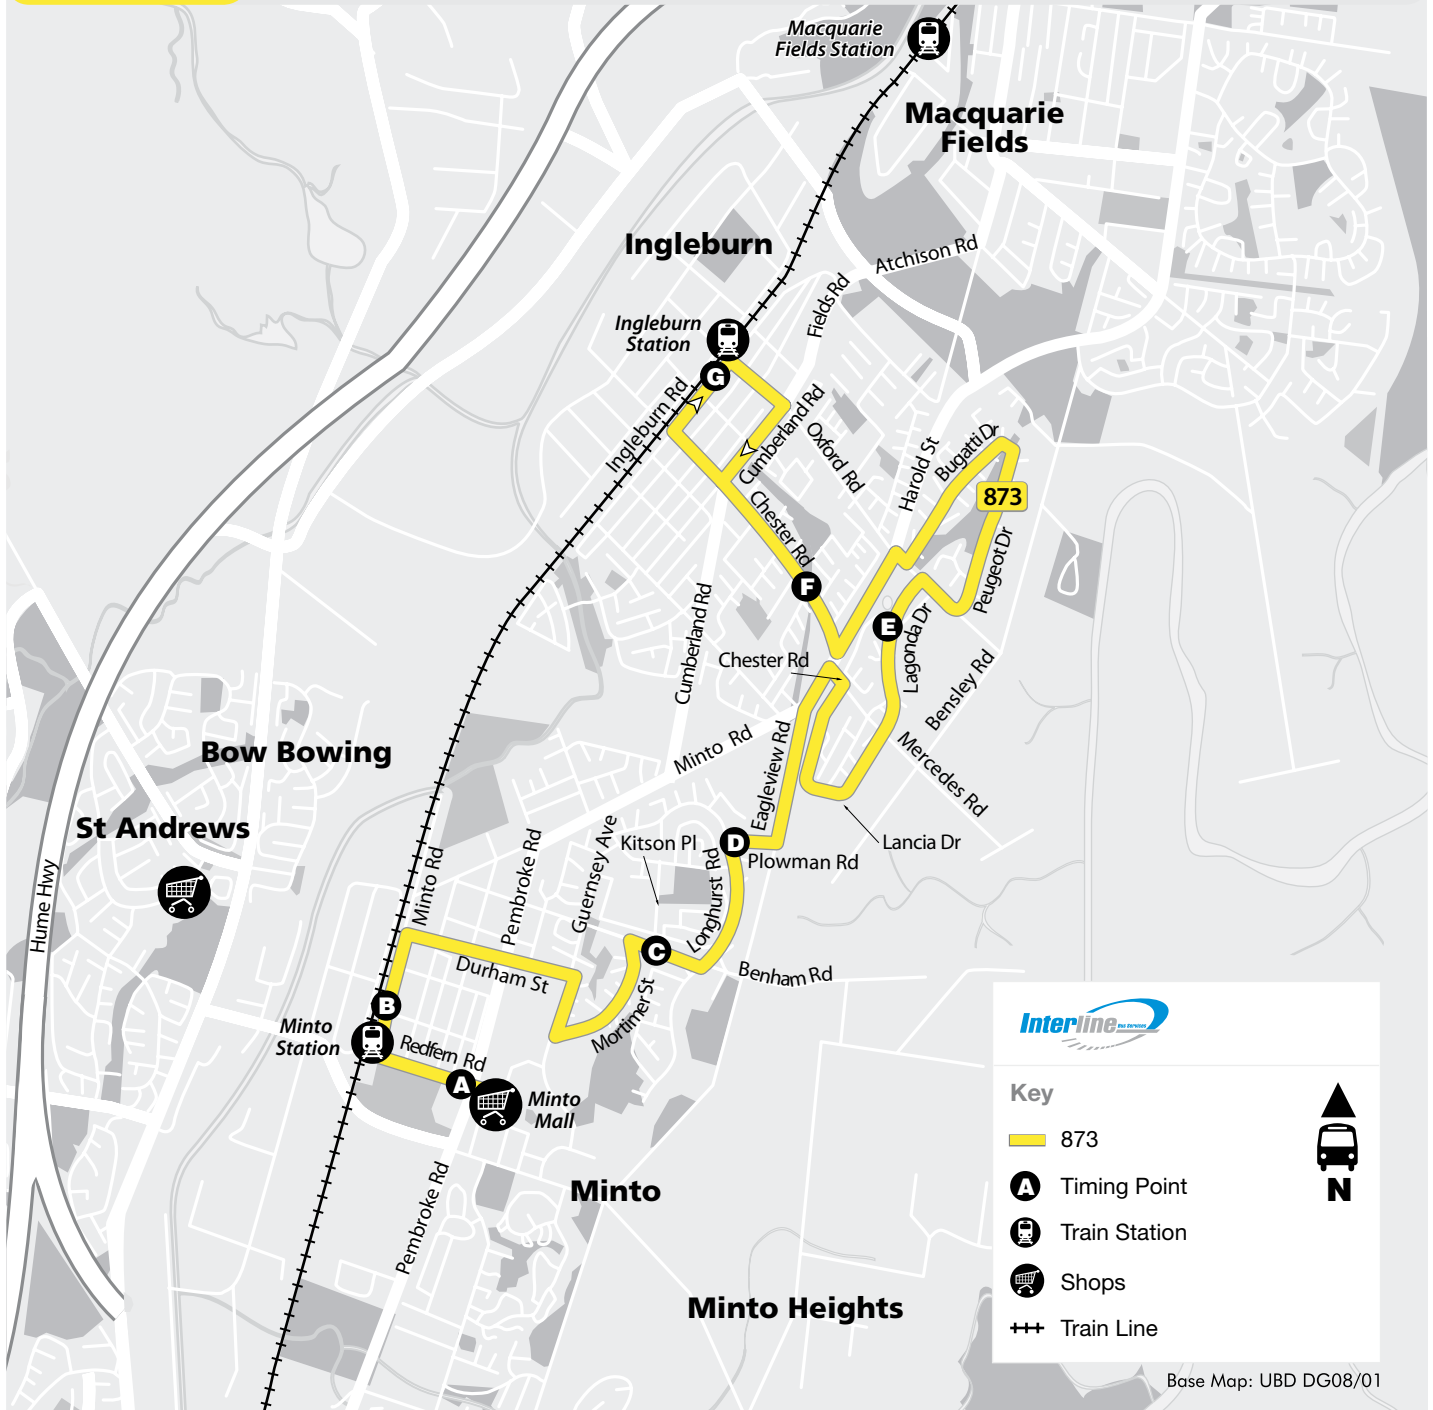 Macquarie
Fields Station
Macquarie
Fields
Ingleburn
Atchison Rd
Fields Rd
Ingleburn
Station
G
Ingleburn Rd
Cumberland Rd
Oxford Rd
Harold St
Bugatti Dr
873
Chester Rd
Peugeot Dr
F
E
Cumberland Rd
Lagonda Dr
Chester Rd
Bensley Rd
Minto Rd
Eagleview Rd
Mercedes Rd
Bow Bowing
St Andrews
Hume Hwy
Minto Rd
Pembroke Rd
Guernsey Ave
Kitson Pl
D
Plowman Rd
Lancia Dr
Longhurst Rd
C
Durham St
Mortimer St
Benham Rd
B
Minto
Station
Redfern Rd
A
Minto
Mall
Pembroke Rd
Minto
Minto Heights
Interline
Bus Services
Key
873
A Timing Point
Train Station
Shops
Train Line
N
Base Map: UBD DG08/01